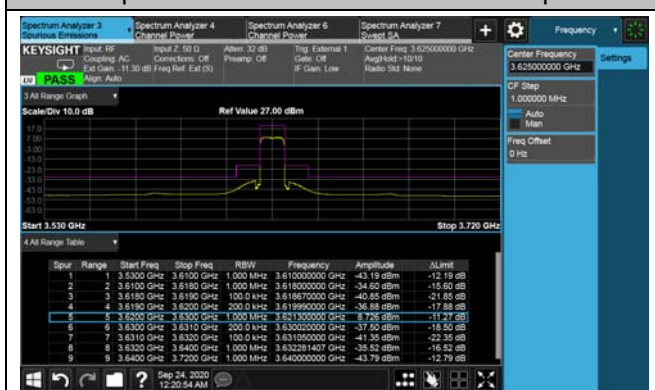 Spectrum Analyzer 3
Spurious Emissions
Spectrum Analyzer 4
Channel Power
Spectrum Analyzer 6
Channel Power
Spectrum Analyzer 7
Swept SA
Frequency
KEYSIGHT
Input: RF
Coupling: AC
Ext Gain: -11.30 dB
Align: Auto
Input Z: 50 Ω
Corrections: Off
Freq Ref: Ext (S)
Atten: 32 dB
Preamp: Off
Trig: External 1
Gate: Off
IF Gain: Low
Center Freq: 3.625000000 GHz
Avg|Hold:>10/10
Radio Std: None
PASS
Center Frequency
3.625000000 GHz
Settings
CF Step
1.000000 MHz
Auto
Man
Freq Offset
0 Hz
3 All Range Graph
Scale/Div 10.0 dB
Ref Value 27.00 dBm
17.0
7.00
-3.00
-13.0
-23.0
-33.0
-43.0
-53.0
-63.0
Start 3.530 GHz
Stop 3.720 GHz
4 All Range Table
Spur Range Start Freq Stop Freq RBW Frequency Amplitude ΔLimit
1 1 3.5300 GHz 3.6100 GHz 1.000 MHz 3.610000000 GHz -43.19 dBm -12.19 dB
2 2 3.6100 GHz 3.6180 GHz 1.000 MHz 3.618000000 GHz -34.60 dBm -15.60 dB
3 3 3.6180 GHz 3.6190 GHz 100.0 kHz 3.618670000 GHz -40.85 dBm -21.85 dB
4 4 3.6190 GHz 3.6200 GHz 200.0 kHz 3.619990000 GHz -36.88 dBm -17.88 dB
5 5 3.6200 GHz 3.6300 GHz 1.000 MHz 3.621300000 GHz 8.726 dBm -11.27 dB
6 6 3.6300 GHz 3.6310 GHz 200.0 kHz 3.630020000 GHz -37.50 dBm -18.50 dB
7 7 3.6310 GHz 3.6320 GHz 100.0 kHz 3.631050000 GHz -41.35 dBm -22.35 dB
8 8 3.6320 GHz 3.6400 GHz 1.000 MHz 3.632281407 GHz -35.52 dBm -16.52 dB
9 9 3.6400 GHz 3.7200 GHz 1.000 MHz 3.640000000 GHz -43.79 dBm -12.79 dB
Sep 24, 2020
12:20:54 AM